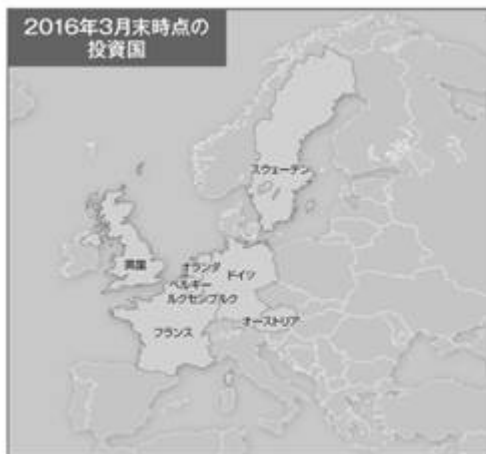 2016年3月末時点の
投資国
スウェーデン
英国
オランダ
ドイツ
ベルギー
ルクセンブルク
オーストリア
フランス